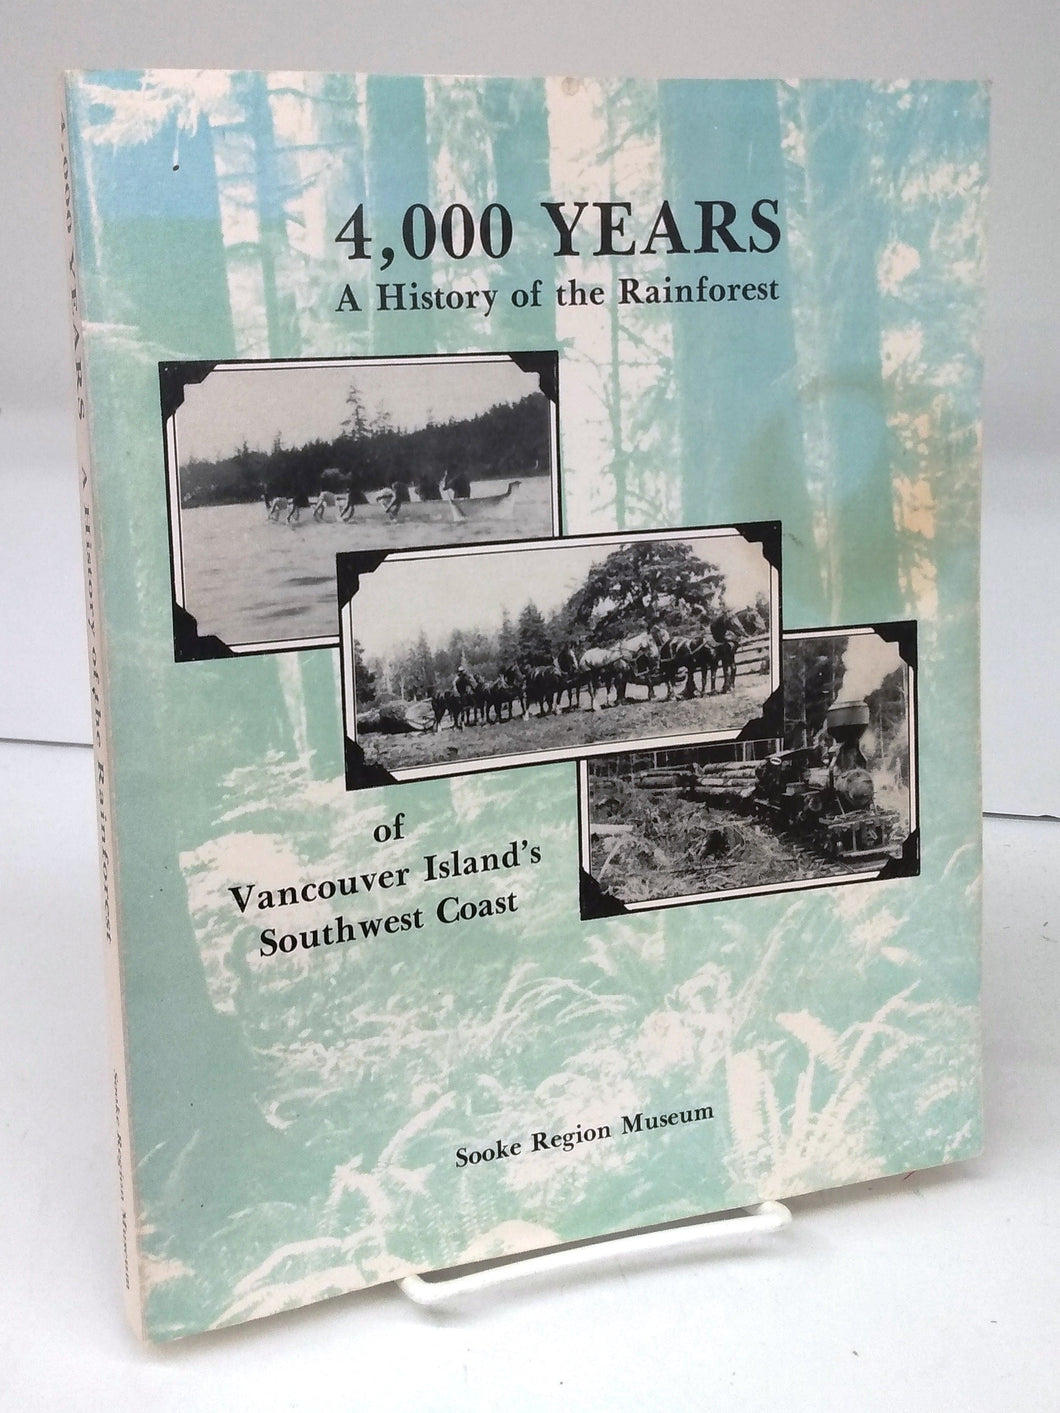 4,000 YEARS
A History of the Rainforest
of
Vancouver Island's
Southwest Coast
Sooke Region Museum
4,000 YEARS A History of the Rainforest Sooke Region Museum